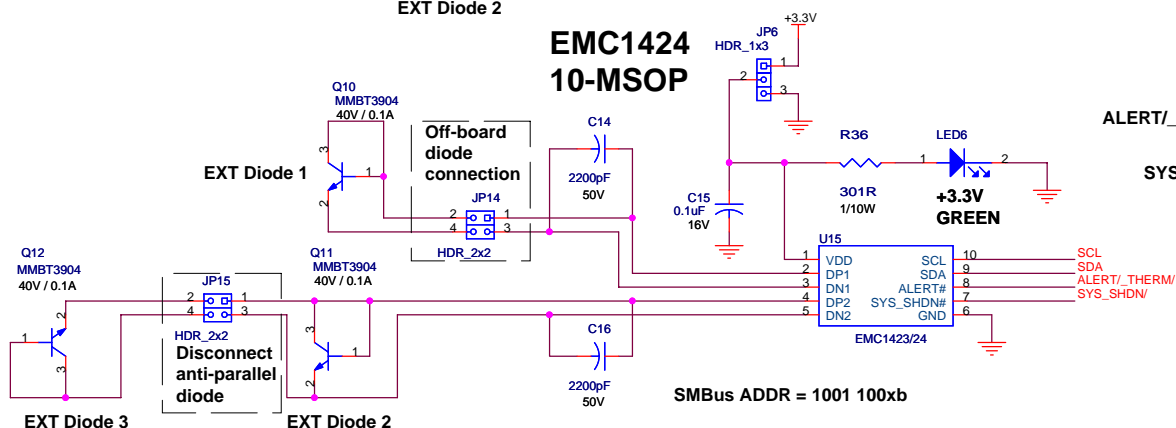 EXT Diode 2
EMC1424
10-MSOP
+3.3V
JP6
HDR_1x3
1
2
3
ALERT/_
SYS
Q10
MMBT3904
40V / 0.1A
3
1
2
EXT Diode 1
Off-board
diode
connection
JP14
2
1
4
3
HDR_2x2
C14
2200pF
50V
C15
0.1uF
16V
R36
301R
1/10W
LED6
1
2
+3.3V
GREEN
U15
1
VDD
SCL
10
SCL
2
DP1
SDA
9
SDA
3
DN1
ALERT#
8
ALERT/_THERM/
4
DP2
SYS_SHDN#
7
SYS_SHDN/
5
DN2
GND
6
EMC1423/24
Q12
MMBT3904
40V / 0.1A
2
1
3
EXT Diode 3
JP15
2
1
4
3
HDR_2x2
Disconnect
anti-parallel
diode
Q11
MMBT3904
40V / 0.1A
3
1
2
EXT Diode 2
C16
2200pF
50V
SMBus ADDR = 1001 100xb